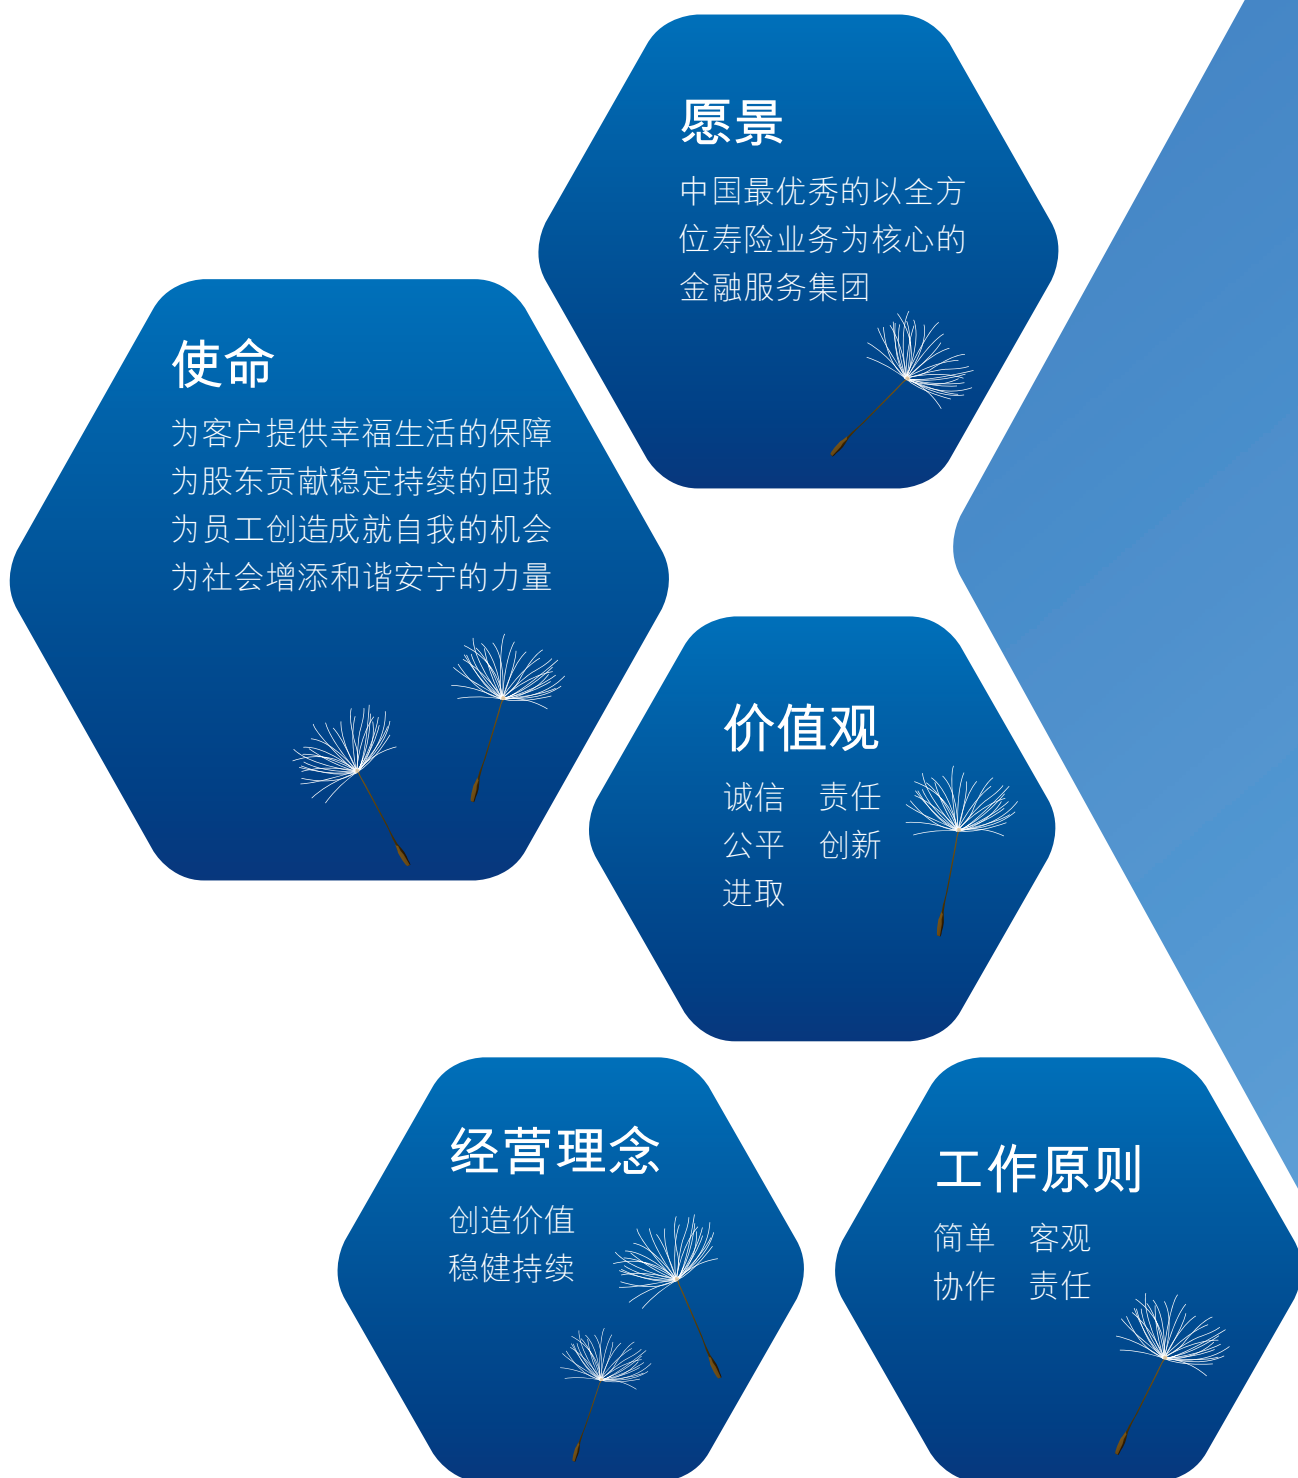 愿景
中国最优秀的以全方
位寿险业务为核心的
金融服务集团
使命
为客户提供幸福生活的保障
为股东贡献稳定持续的回报
为员工创造成就自我的机会
为社会增添和谐安宁的力量
价值观
诚信 责任
公平 创新
进取
经营理念
创造价值
稳健持续
工作原则
简单 客观
协作 责任